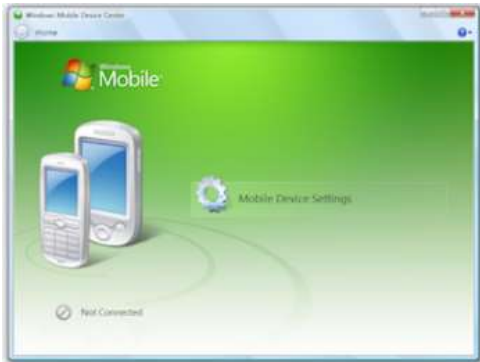 Windows Mobile Device Center
Home
Windows
Mobile
Mobile Device Settings
Not Connected